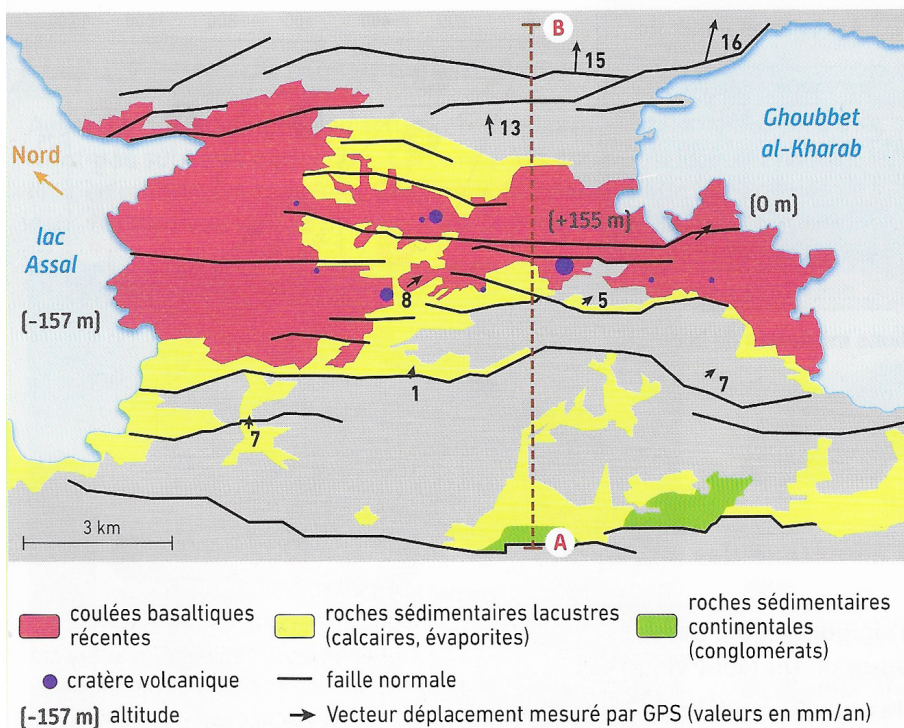 B
15
16
13
Ghoubbet
al-Kharab
Nord
(0 m)
(+155 m)
lac
Assal
8
5
(-157 m)
1
7
7
3 km
A
coulées basaltiques
récentes
roches sédimentaires lacustres
(calcaires, évaporites)
roches sédimentaires
continentales
(conglomérats)
cratère volcanique
faille normale
(-157 m) altitude
Vecteur déplacement mesuré par GPS (valeurs en mm/an)